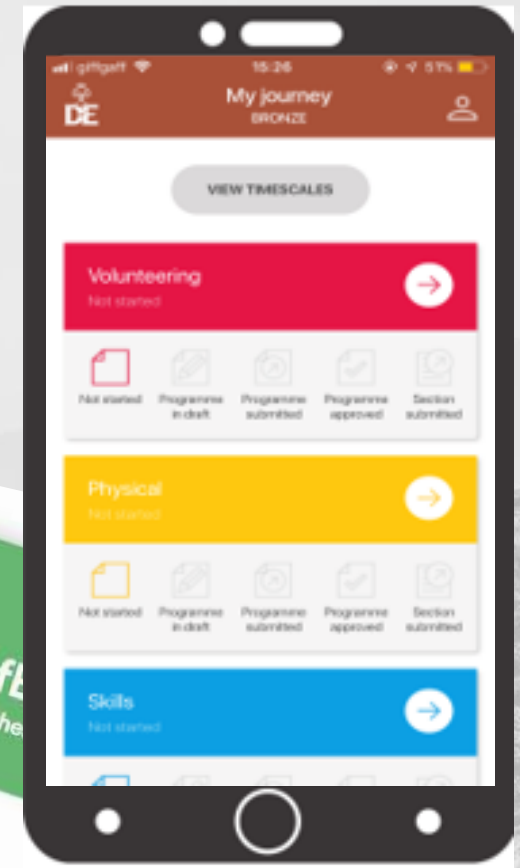 giffgaff 15:26 51%
DE My journey
BRONZE
VIEW TIMESCALES
Volunteering
Not started
Not started Programme in draft Programme submitted Programme approved Section submitted
Physical
Not started
Not started Programme in draft Programme submitted Programme approved Section submitted
Skills
Not started